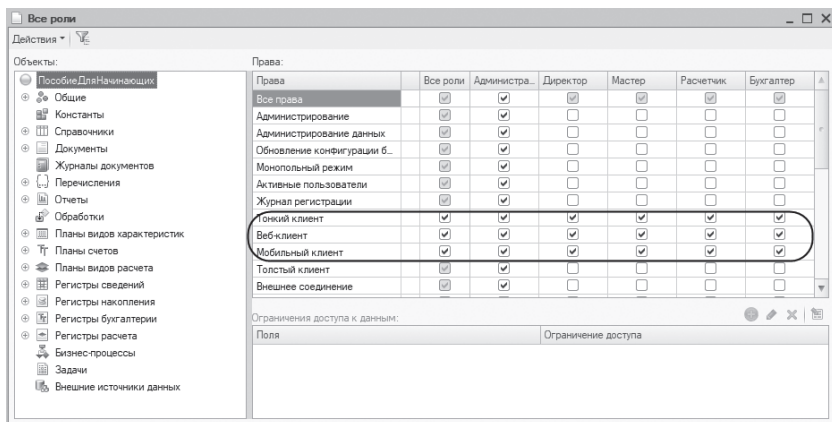 Все роли
Действия
Объекты:
Права:
ПособиеДляНачинающих
Общие
Константы
Справочники
Документы
Журналы документов
Перечисления
Отчеты
Обработки
Планы видов характеристик
Планы счетов
Планы видов расчета
Регистры сведений
Регистры накопления
Регистры бухгалтерии
Регистры расчета
Бизнес-процессы
Задачи
Внешние источники данных
Права Все роли Администра... Директор Мастер Расчетчик Бухгалтер
Все права
Администрирование
Администрирование данных
Обновление конфигурации б...
Монопольный режим
Активные пользователи
Журнал регистрации
Тонкий клиент
Веб-клиент
Мобильный клиент
Толстый клиент
Внешнее соединение
Ограничения доступа к данным:
Поля Ограничение доступа